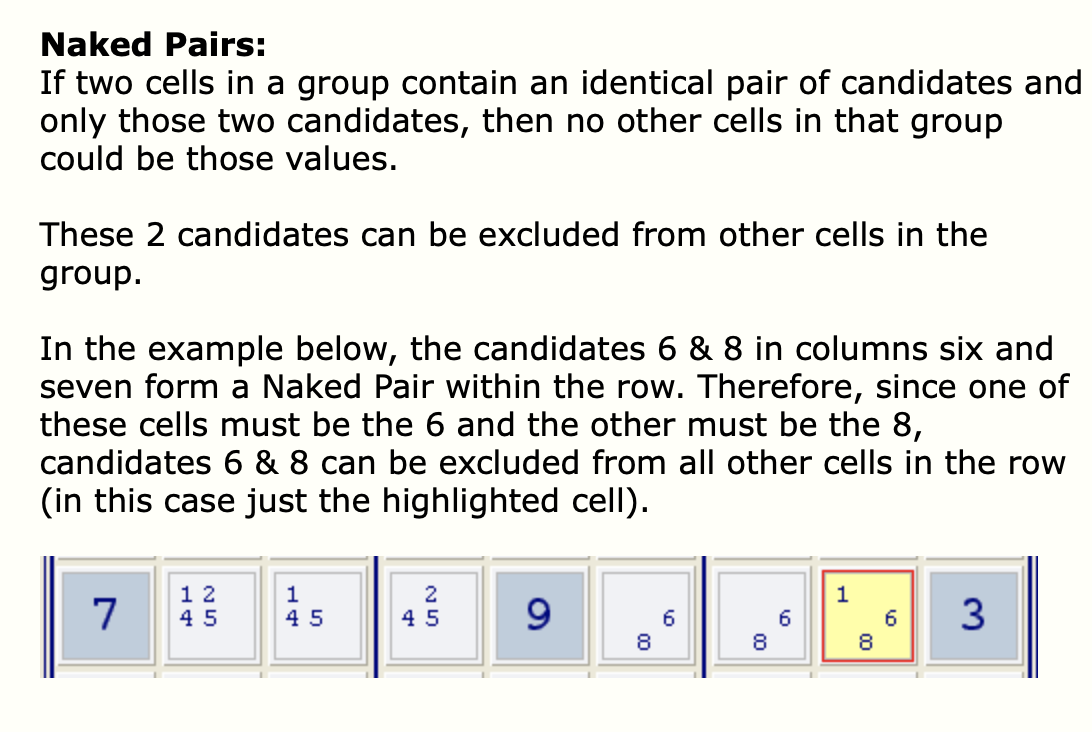 Naked Pairs:
If two cells in a group contain an identical pair of candidates and
only those two candidates, then no other cells in that group
could be those values.
These 2 candidates can be excluded from other cells in the
group.
In the example below, the candidates 6 & 8 in columns six and
seven form a Naked Pair within the row. Therefore, since one of
these cells must be the 6 and the other must be the 8,
candidates 6 & 8 can be excluded from all other cells in the row
(in this case just the highlighted cell).
7
1 2
4 5
1
4 5
2
4 5
9
6
8
6
8
1
6
8
3